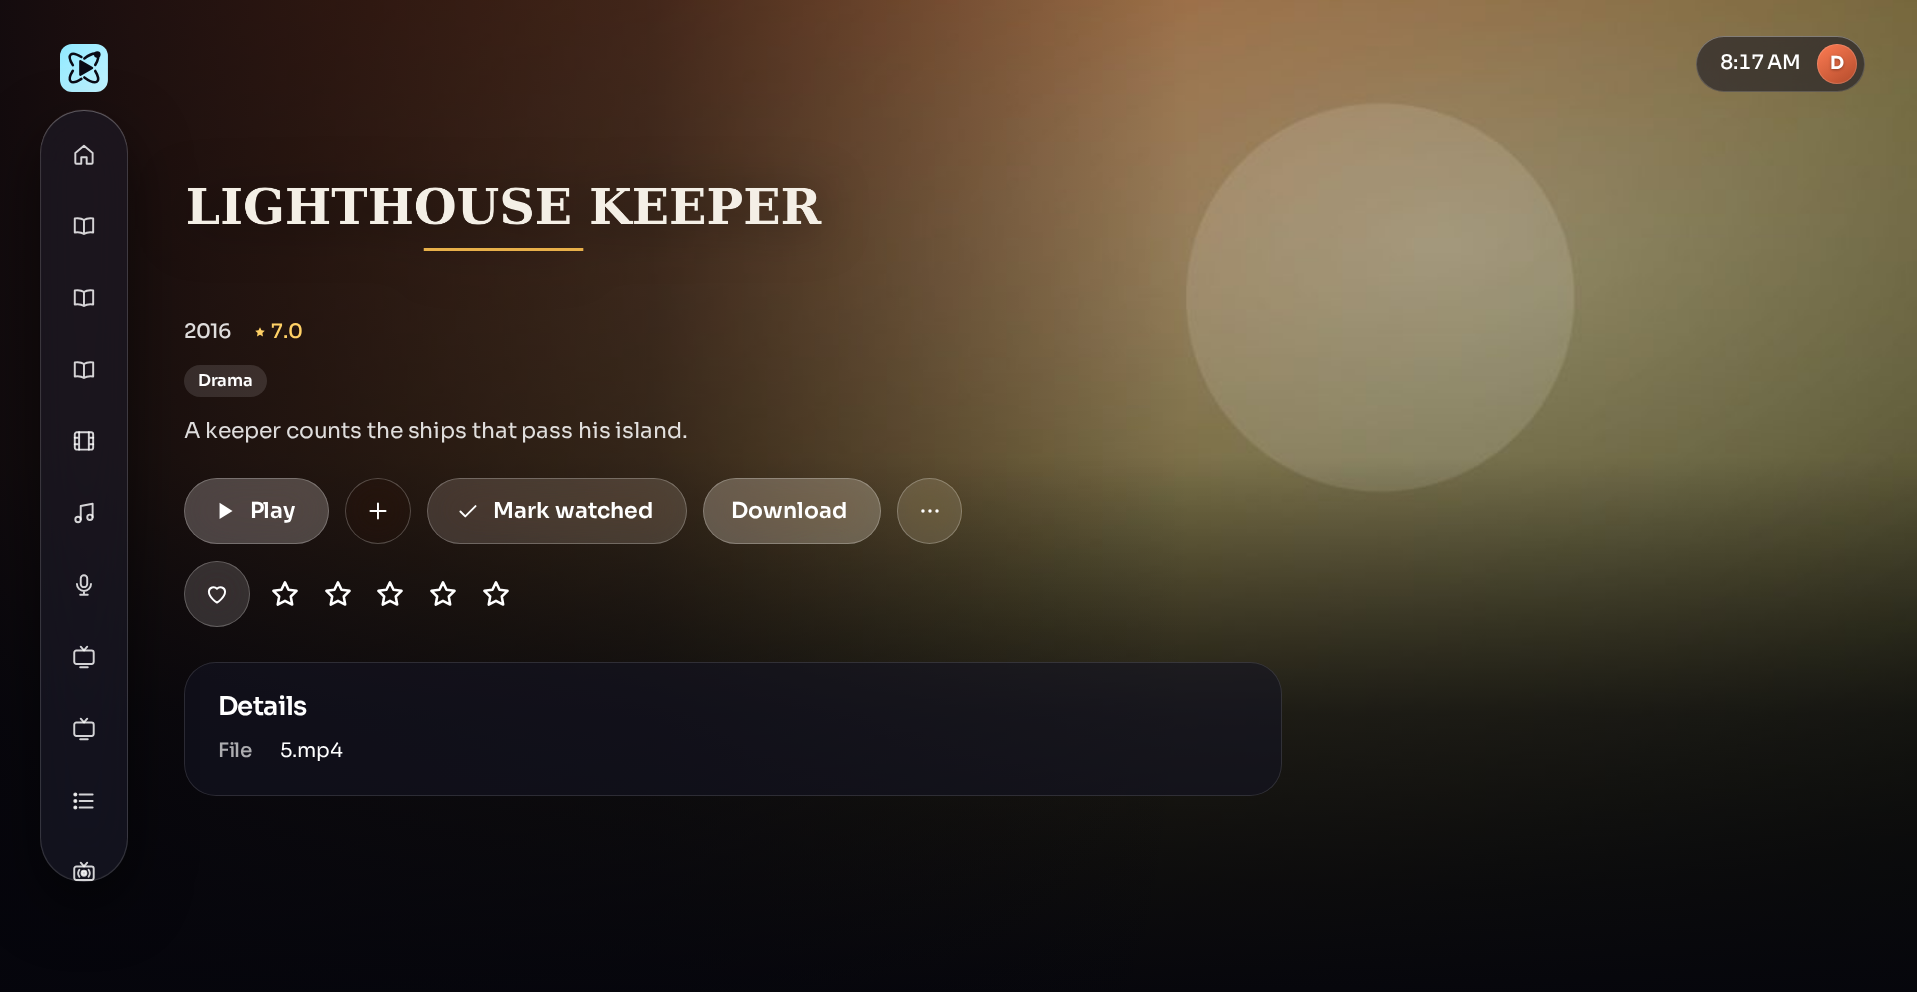 8:17 AM
D
LIGHTHOUSE KEEPER
2016 7.0
Drama
A keeper counts the ships that pass his island.
Play
Mark watched
Download
Details
File 5.mp4